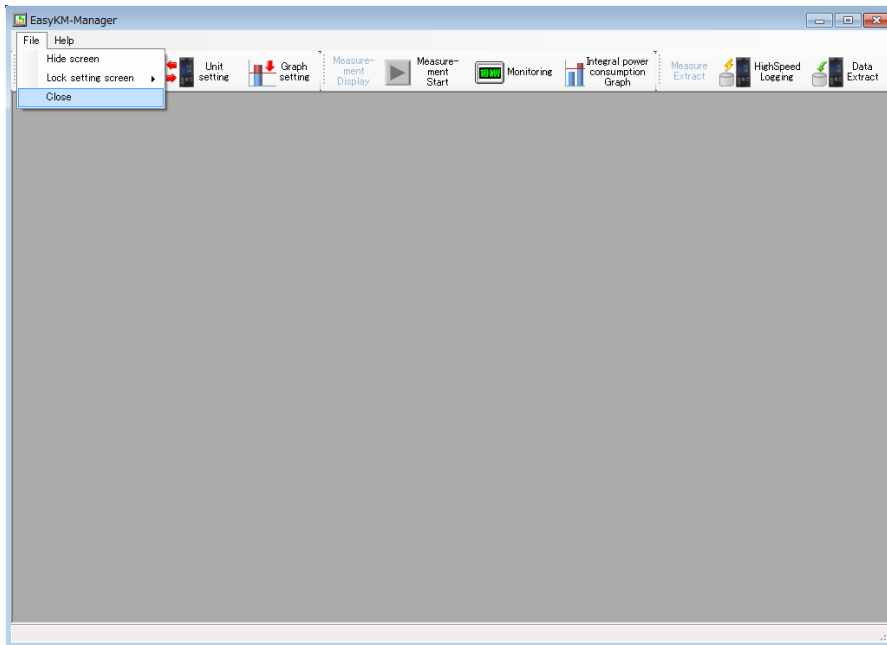 EasyKM-Manager
File Help
Hide screen
Lock setting screen
Close
Unit
setting
Graph
setting
Measure-
ment
Display
Measure-
ment
Start
10 kW
Monitoring
Integral power
consumption
Graph
Measure
Extract
HighSpeed
Logging
Data
Extract